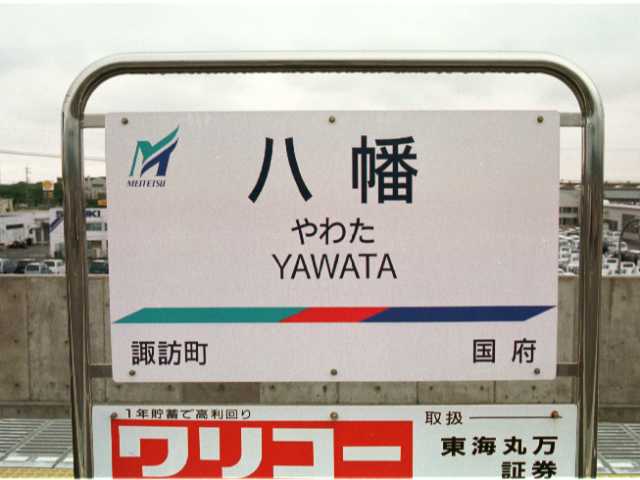 MEITETSU
八幡
やわた
YAWATA
諏訪町
国府
1年貯蓄で高利回り
ワリコー
取扱
東海丸万
証券